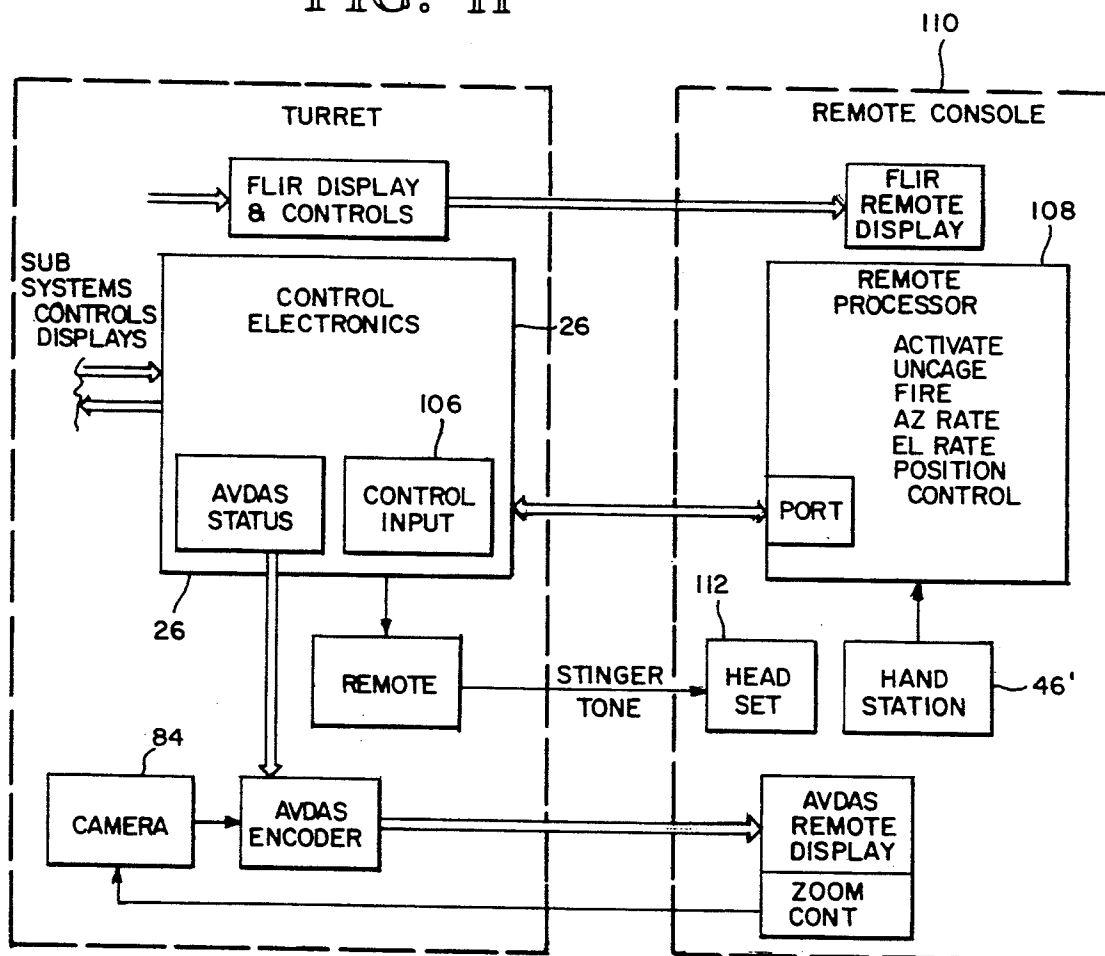 FIG. 11
110
TURRET
REMOTE CONSOLE
FLIR DISPLAY
& CONTROLS
FLIR
REMOTE
DISPLAY
108
SUB
SYSTEMS
CONTROLS
DISPLAYS
CONTROL
ELECTRONICS
26
REMOTE
PROCESSOR
ACTIVATE
UNCAGE
FIRE
AZ RATE
EL RATE
POSITION
CONTROL
106
AVDAS
STATUS
CONTROL
INPUT
PORT
26
112
REMOTE
STINGER
TONE
HEAD
SET
HAND
STATION
46'
84
CAMERA
AVDAS
ENCODER
AVDAS
REMOTE
DISPLAY
ZOOM
CONT